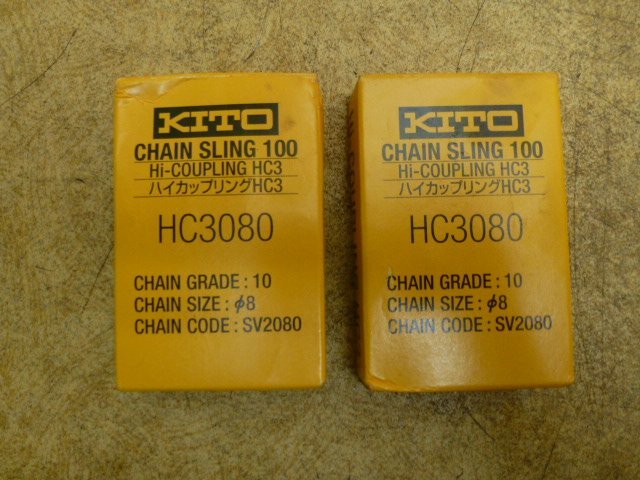 KITO
CHAIN SLING 100
Hi-COUPLING HC3
ハイカップリングHC3
HC3080
CHAIN GRADE : 10
CHAIN SIZE : φ8
CHAIN CODE : SV2080
KITO
CHAIN SLING 100
Hi-COUPLING HC3
ハイカップリングHC3
HC3080
CHAIN GRADE : 10
CHAIN SIZE : φ8
CHAIN CODE : SV2080